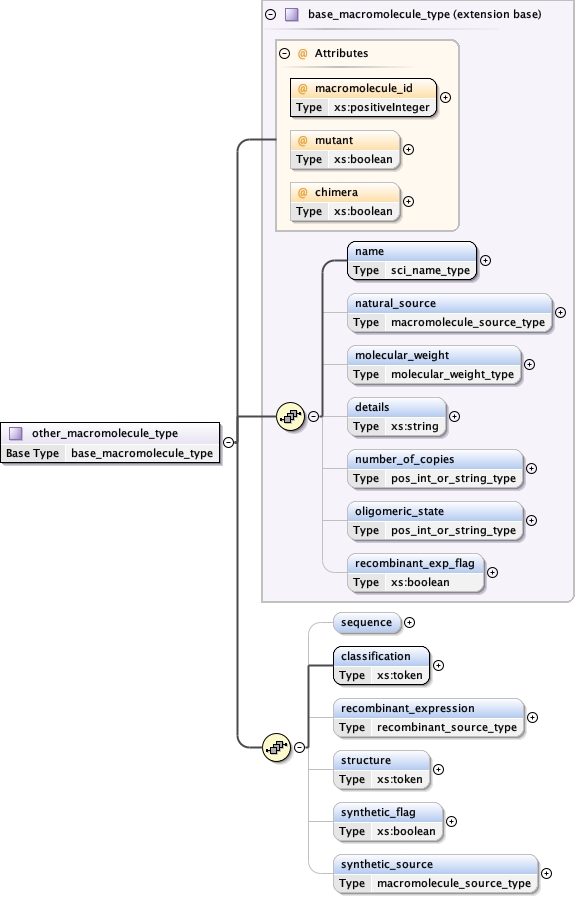 base_macromolecule_type (extension base)
@ Attributes
@ macromolecule_id
Type xs:positiveInteger
@ mutant
Type xs:boolean
@ chimera
Type xs:boolean
name
Type sci_name_type
natural_source
Type macromolecule_source_type
molecular_weight
Type molecular_weight_type
details
Type xs:string
other_macromolecule_type
Base Type base_macromolecule_type
number_of_copies
Type pos_int_or_string_type
oligomeric_state
Type pos_int_or_string_type
recombinant_exp_flag
Type xs:boolean
sequence
classification
Type xs:token
recombinant_expression
Type recombinant_source_type
structure
Type xs:token
synthetic_flag
Type xs:boolean
synthetic_source
Type macromolecule_source_type